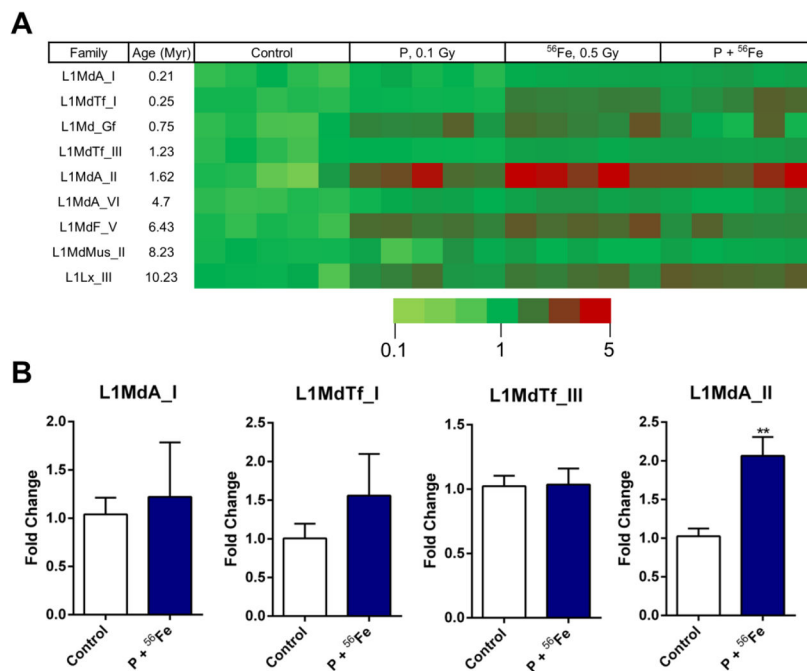 A
Family Age (Myr) Control P, 0.1 Gy ⁵⁶Fe, 0.5 Gy P + ⁵⁶Fe
L1MdA_I 0.21
L1MdTf_I 0.25
L1Md_Gf 0.75
L1MdTf_III 1.23
L1MdA_II 1.62
L1MdA_VI 4.7
L1MdF_V 6.43
L1MdMus_II 8.23
L1Lx_III 10.23
0.1 1 5
B
L1MdA_I
Fold Change
2.0
1.5
1.0
0.5
0.0
Control
P + ⁵⁶Fe
L1MdTf_I
Fold Change
2.5
2.0
1.5
1.0
0.5
0.0
Control
P + ⁵⁶Fe
L1MdTf_III
Fold Change
1.5
1.0
0.5
0.0
Control
P + ⁵⁶Fe
L1MdA_II
Fold Change
2.5
2.0
1.5
1.0
0.5
0.0
**
Control
P + ⁵⁶Fe